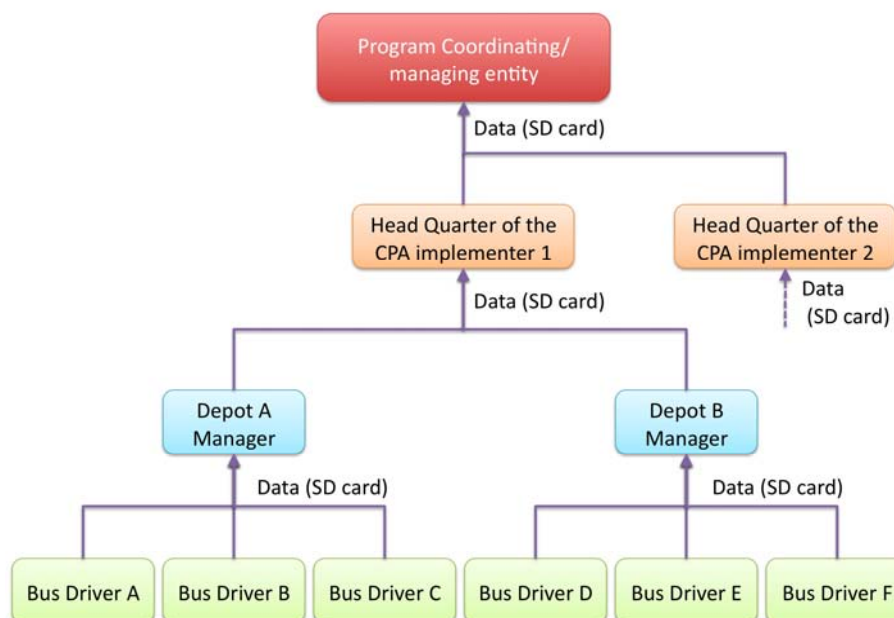 Program Coordinating/
managing entity
Data (SD card)
Head Quarter of the
CPA implementer 1
Head Quarter of the
CPA implementer 2
Data (SD card)
Data
(SD card)
Depot A
Manager
Depot B
Manager
Data (SD card)
Data (SD card)
Bus Driver A
Bus Driver B
Bus Driver C
Bus Driver D
Bus Driver E
Bus Driver F